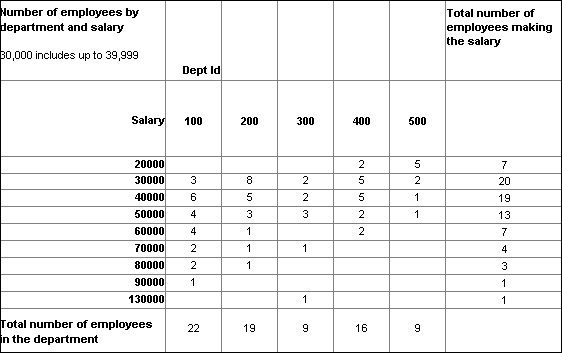 Number of employees by
department and salary
30,000 includes up to 39,999
Dept Id
Total number of
employees making
the salary
Salary 100 200 300 400 500
20000 2 5 7
30000 3 8 2 5 2 20
40000 6 5 2 5 1 19
50000 4 3 3 2 1 13
60000 4 1 2 7
70000 2 1 1 4
80000 2 1 3
90000 1 1
130000 1 1
Total number of employees
in the department 22 19 9 16 9